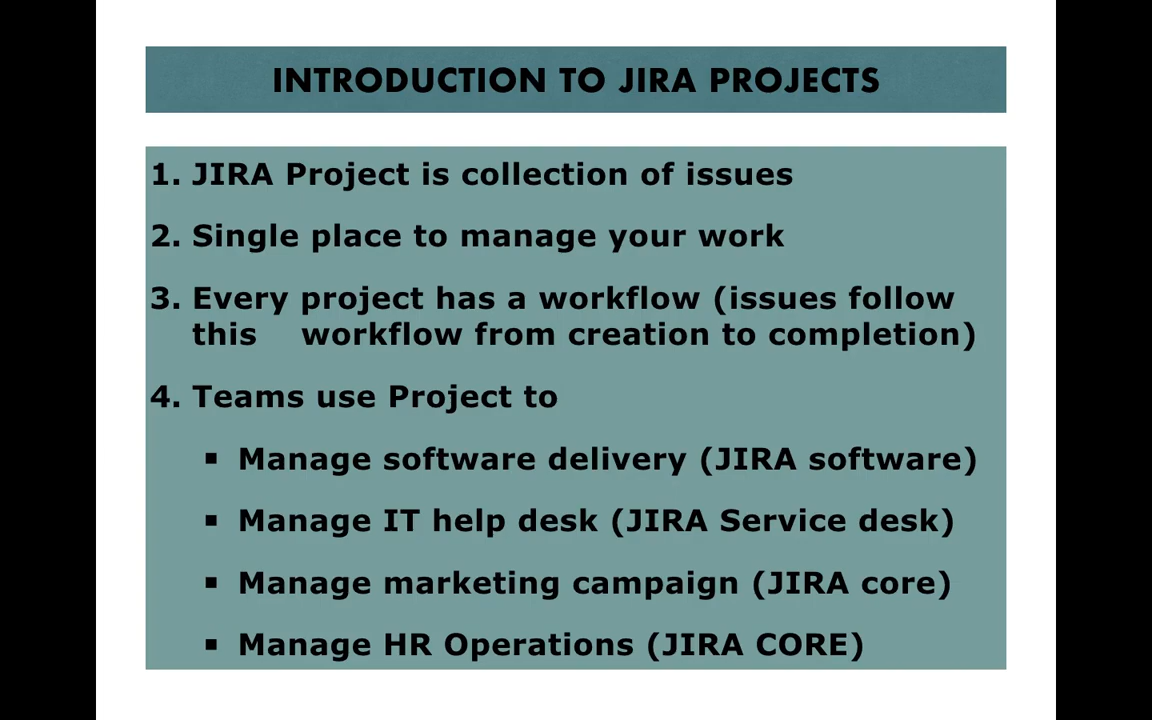 INTRODUCTION TO JIRA PROJECTS
1. JIRA Project is collection of issues
2. Single place to manage your work
3. Every project has a workflow (issues follow
this workflow from creation to completion)
4. Teams use Project to
▪ Manage software delivery (JIRA software)
▪ Manage IT help desk (JIRA Service desk)
▪ Manage marketing campaign (JIRA core)
▪ Manage HR Operations (JIRA CORE)